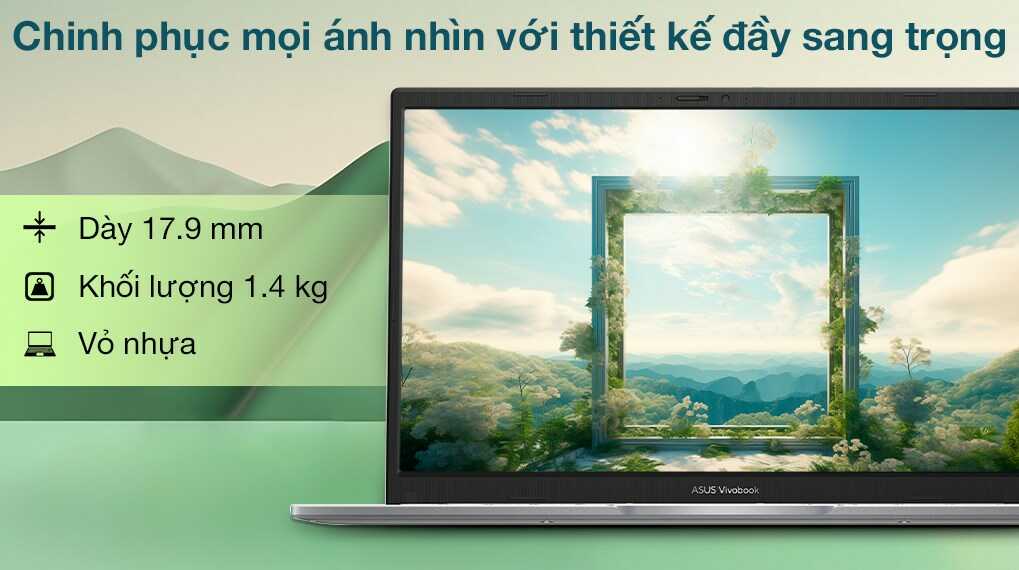 Chinh phục mọi ánh nhìn với thiết kế đầy sang trọng
Dày 17.9 mm
Khối lượng 1.4 kg
Vỏ nhựa
ASUS Vivobook